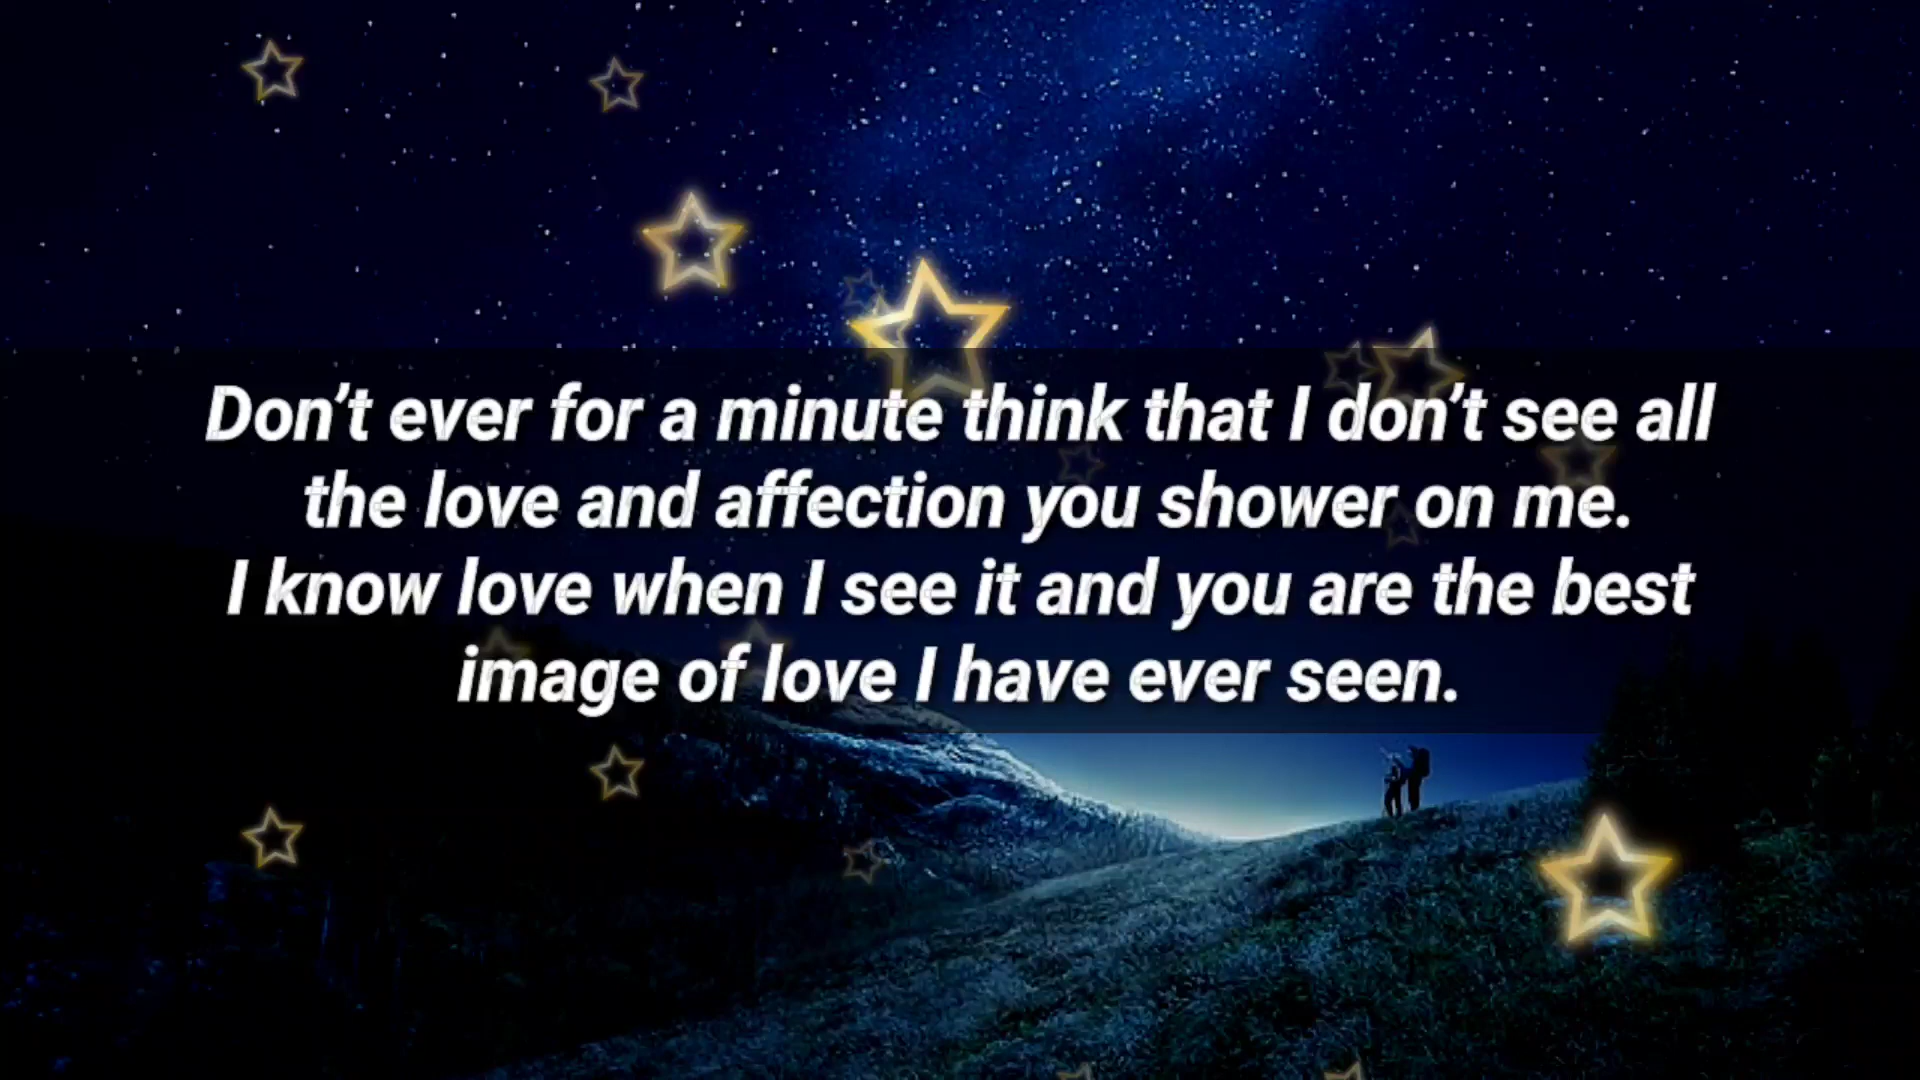 Don’t ever for a minute think that I don’t see all
the love and affection you shower on me.
I know love when I see it and you are the best
image of love I have ever seen.